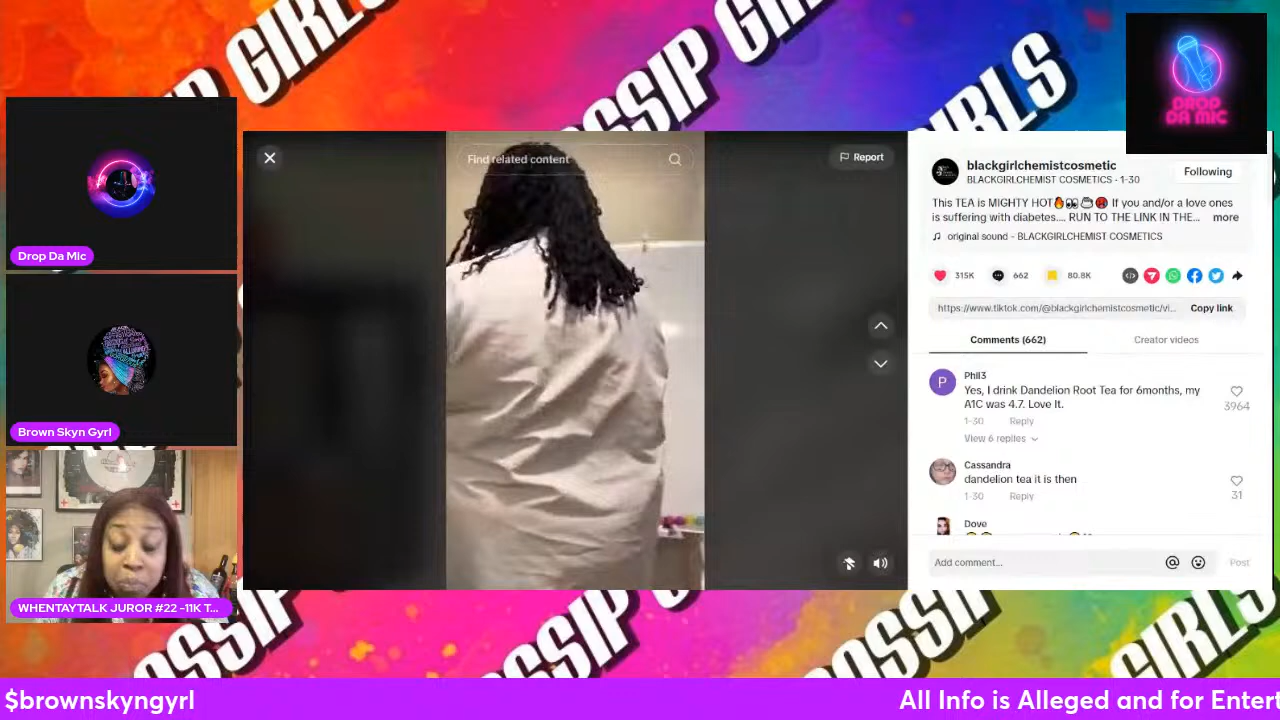 GOSSIP GIRLS
DROP
DA MIC
Drop Da Mic
Brown Skyn Gyrl
WHENTAYTALK JUROR #22 -11K T...
Find related content
Report
blackgirlchemistcosmetic
BLACKGIRLCHEMIST COSMETICS · 1-30
Following
This TEA is MIGHTY HOT🔥👀☕🥵 If you and/or a love ones
is suffering with diabetes.... RUN TO THE LINK IN THE... more
♫ original sound - BLACKGIRLCHEMIST COSMETICS
315K 662 80.8K
https://www.tiktok.com/@blackgirlchemistcosmetic/vi... Copy link
Comments (662) Creator videos
P
Phil3
Yes, I drink Dandelion Root Tea for 6months, my
A1C was 4.7. Love It.
3964
1-30 Reply
View 6 replies
Cassandra
dandelion tea it is then
31
1-30 Reply
Dove
Add comment... Post
$brownskyngyrl
All Info is Alleged and for Entert